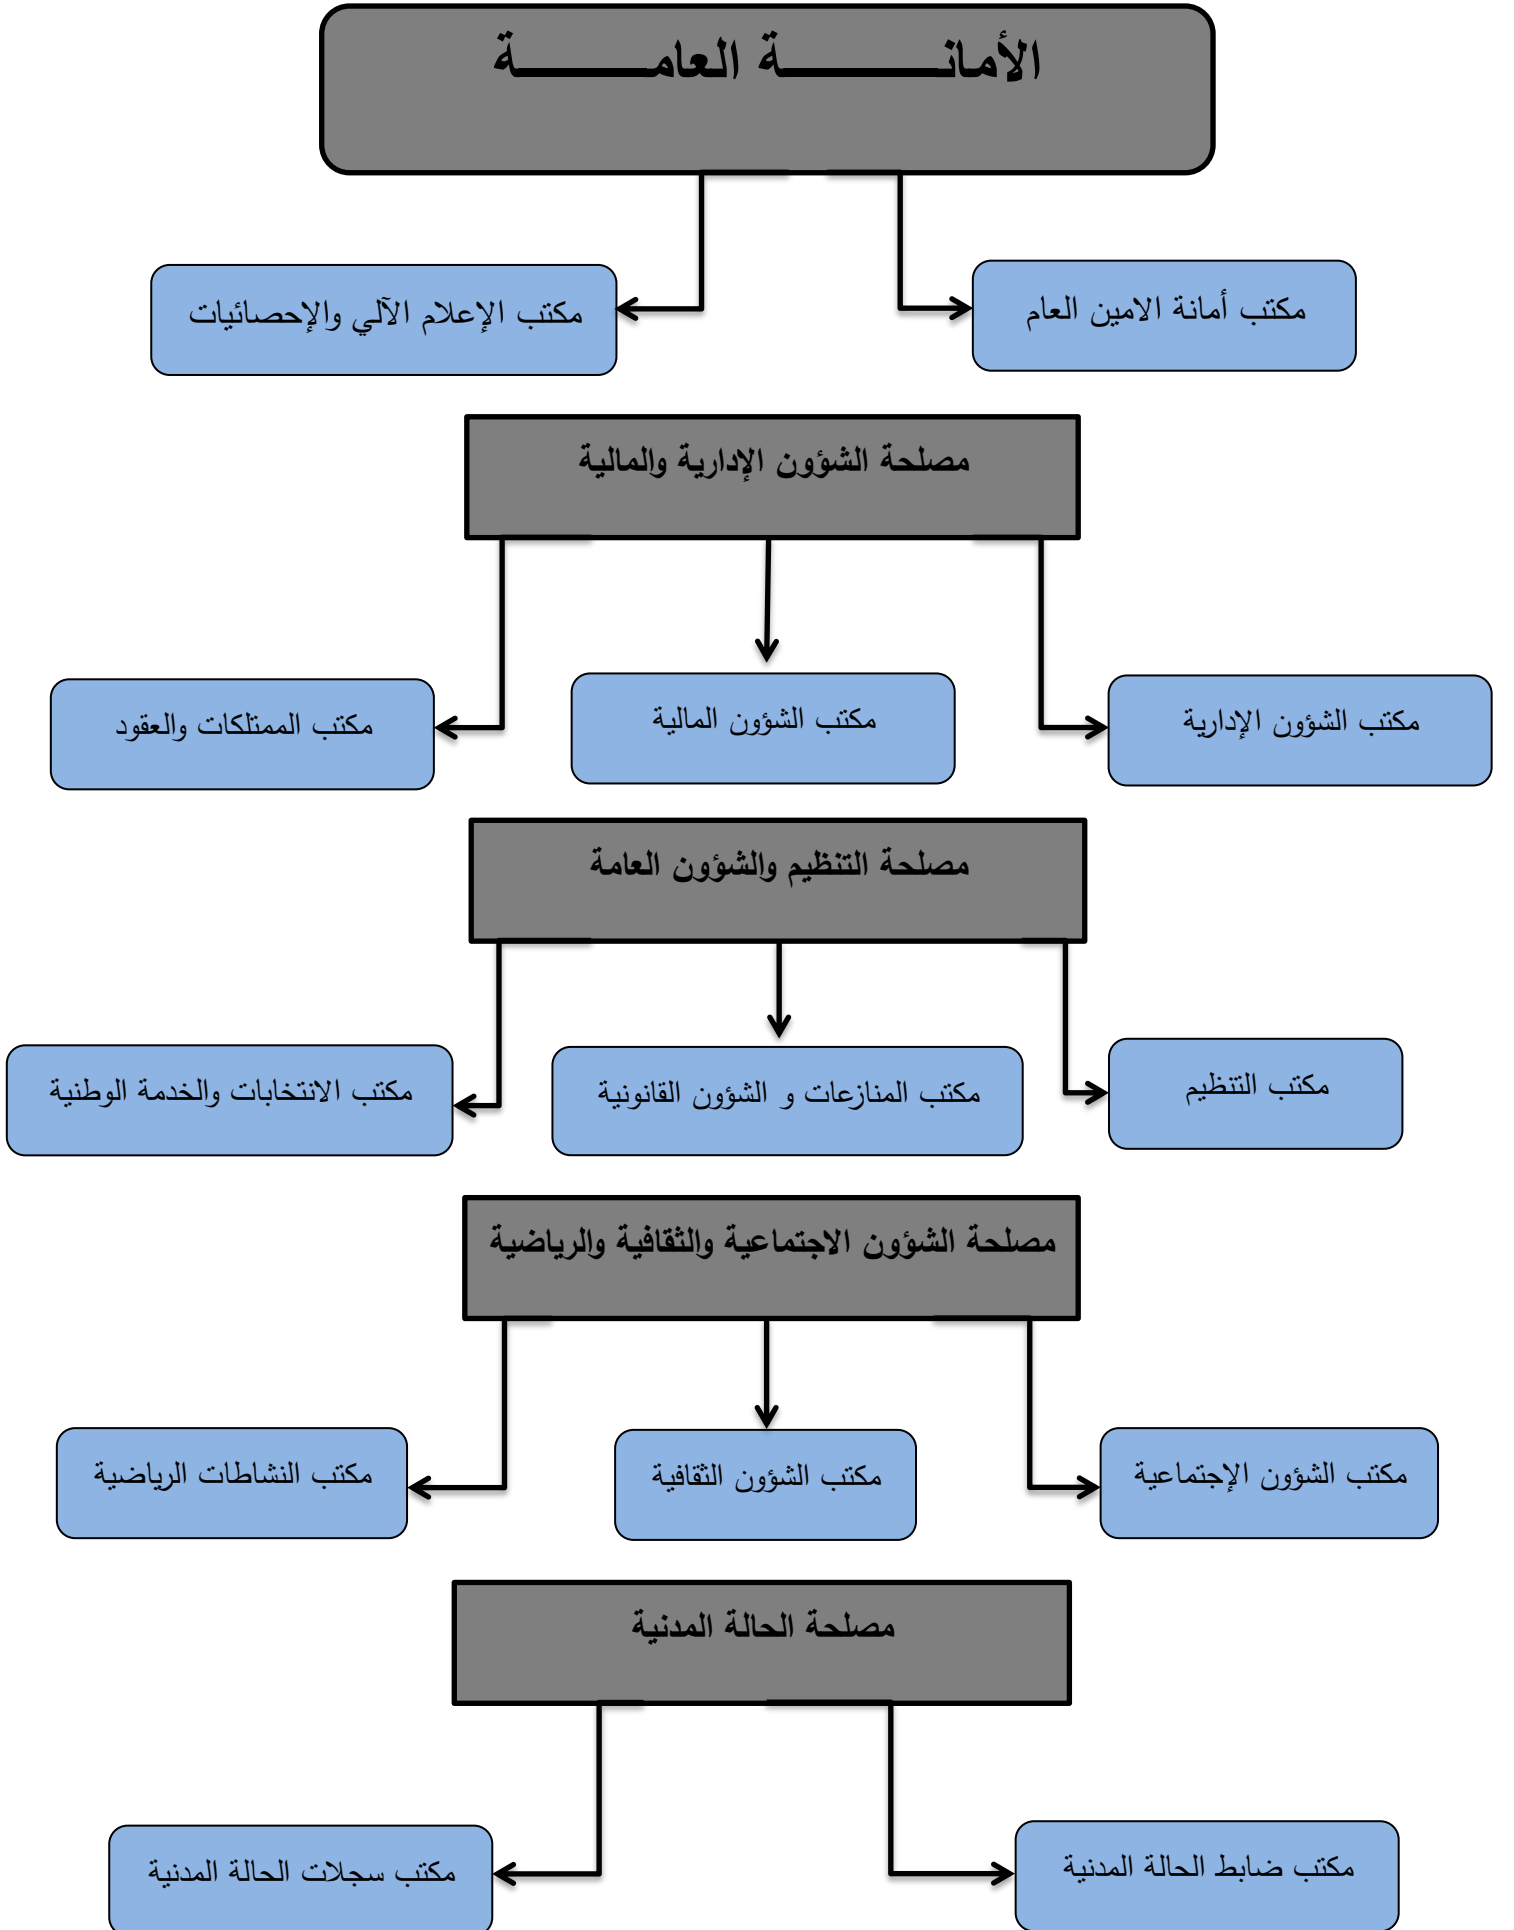 الأمانـــــــــــة العامـــــــــة
مكتب أمانة الامين العام
مكتب الإعلام الآلي والإحصائيات
مصلحة الشؤون الإدارية والمالية
مكتب الشؤون الإدارية
مكتب الشؤون المالية
مكتب الممتلكات والعقود
مصلحة التنظيم والشؤون العامة
مكتب التنظيم
مكتب المنازعات و الشؤون القانونية
مكتب الانتخابات والخدمة الوطنية
مصلحة الشؤون الاجتماعية والثقافية والرياضية
مكتب الشؤون الإجتماعية
مكتب الشؤون الثقافية
مكتب النشاطات الرياضية
مصلحة الحالة المدنية
مكتب ضابط الحالة المدنية
مكتب سجلات الحالة المدنية